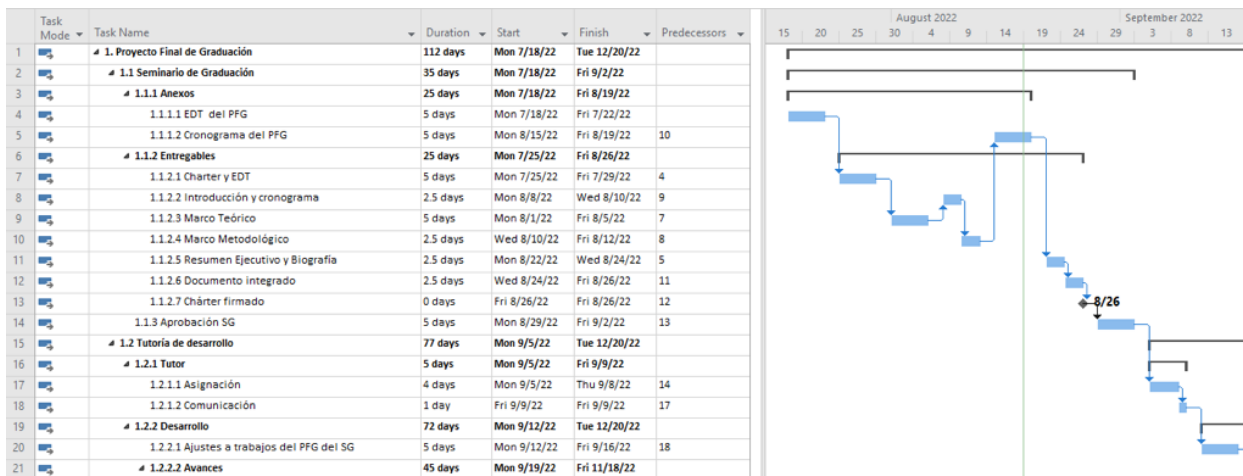 Task Mode Task Name Duration Start Finish Predecessors
August 2022 September 2022
15 20 25 30 4 9 14 19 24 29 3 8 13
1 1. Proyecto Final de Graduación 112 days Mon 7/18/22 Tue 12/20/22
2 1.1 Seminario de Graduación 35 days Mon 7/18/22 Fri 9/2/22
3 1.1.1 Anexos 25 days Mon 7/18/22 Fri 8/19/22
4 1.1.1.1 EDT del PFG 5 days Mon 7/18/22 Fri 7/22/22
5 1.1.1.2 Cronograma del PFG 5 days Mon 8/15/22 Fri 8/19/22 10
6 1.1.2 Entregables 25 days Mon 7/25/22 Fri 8/26/22
7 1.1.2.1 Charter y EDT 5 days Mon 7/25/22 Fri 7/29/22 4
8 1.1.2.2 Introducción y cronograma 2.5 days Mon 8/8/22 Wed 8/10/22 9
9 1.1.2.3 Marco Teórico 5 days Mon 8/1/22 Fri 8/5/22 7
10 1.1.2.4 Marco Metodológico 2.5 days Wed 8/10/22 Fri 8/12/22 8
11 1.1.2.5 Resumen Ejecutivo y Biografía 2.5 days Mon 8/22/22 Wed 8/24/22 5
12 1.1.2.6 Documento integrado 2.5 days Wed 8/24/22 Fri 8/26/22 11
13 1.1.2.7 Chárter firmado 0 days Fri 8/26/22 Fri 8/26/22 12 8/26
14 1.1.3 Aprobación SG 5 days Mon 8/29/22 Fri 9/2/22 13
15 1.2 Tutoría de desarrollo 77 days Mon 9/5/22 Tue 12/20/22
16 1.2.1 Tutor 5 days Mon 9/5/22 Fri 9/9/22
17 1.2.1.1 Asignación 4 days Mon 9/5/22 Thu 9/8/22 14
18 1.2.1.2 Comunicación 1 day Fri 9/9/22 Fri 9/9/22 17
19 1.2.2 Desarrollo 72 days Mon 9/12/22 Tue 12/20/22
20 1.2.2.1 Ajustes a trabajos del PFG del SG 5 days Mon 9/12/22 Fri 9/16/22 18
21 1.2.2.2 Avances 45 days Mon 9/19/22 Fri 11/18/22